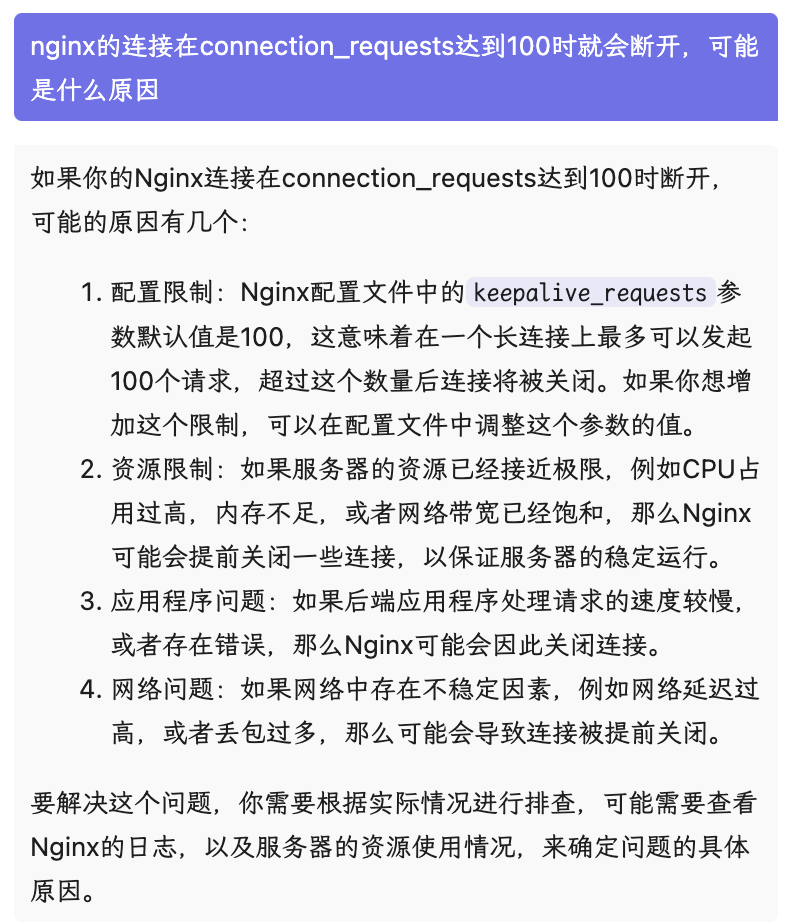 nginx的连接在connection_requests达到100时就会断开，可能
是什么原因
如果你的Nginx连接在connection_requests达到100时断开，
可能的原因有几个：
1. 配置限制：Nginx配置文件中的keepalive_requests参
数默认值是100，这意味着在一个长连接上最多可以发起
100个请求，超过这个数量后连接将被关闭。如果你想增
加这个限制，可以在配置文件中调整这个参数的值。
2. 资源限制：如果服务器的资源已经接近极限，例如CPU占
用过高，内存不足，或者网络带宽已经饱和，那么Nginx
可能会提前关闭一些连接，以保证服务器的稳定运行。
3. 应用程序问题：如果后端应用程序处理请求的速度较慢，
或者存在错误，那么Nginx可能会因此关闭连接。
4. 网络问题：如果网络中存在不稳定因素，例如网络延迟过
高，或者丢包过多，那么可能会导致连接被提前关闭。
要解决这个问题，你需要根据实际情况进行排查，可能需要查看
Nginx的日志，以及服务器的资源使用情况，来确定问题的具体
原因。